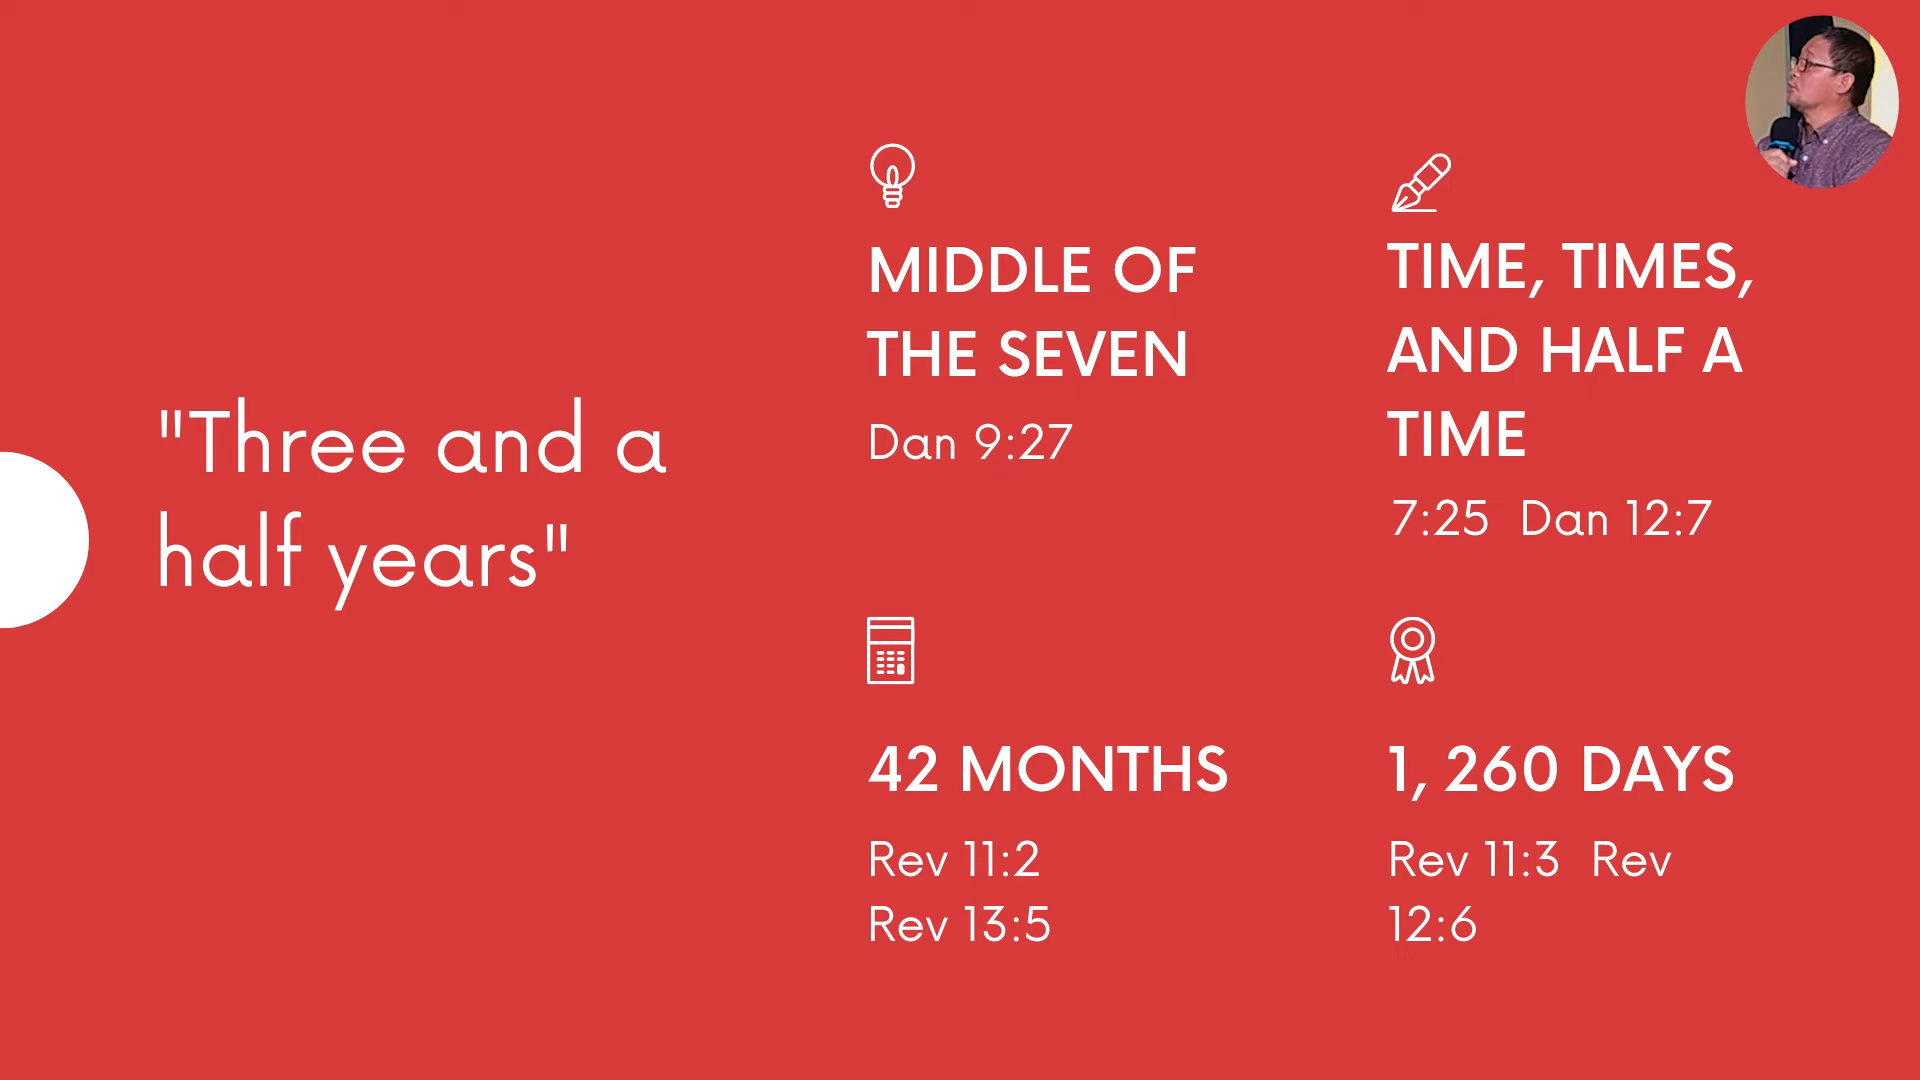 "Three and a
half years"
MIDDLE OF
THE SEVEN
Dan 9:27
TIME, TIMES,
AND HALF A
TIME
7:25 Dan 12:7
42 MONTHS
Rev 11:2
Rev 13:5
1, 260 DAYS
Rev 11:3 Rev
12:6